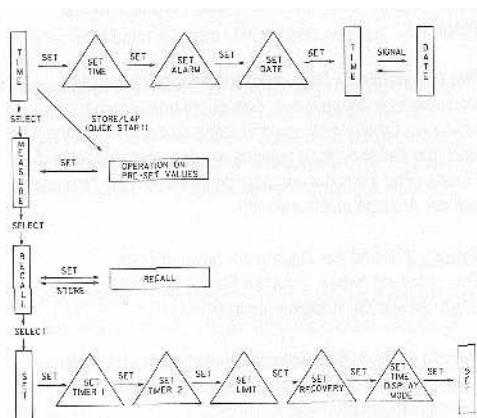 TIME
SET
SET TIME
SET
SET ALARM
SET
SET DATE
SET
TIME
SIGNAL
DATE
SELECT
STORE/LAP
(QUICK START)
MEASURE
SET
OPERATION ON
PRE-SET VALUES
SELECT
RECALL
SET
STORE
RECALL
SELECT
SET
SET
SET
TIMER 1
SET
SET
TIMER 2
SET
SET
LIMIT
SET
SET
RECOVERY
SET
SET
TIME
DISPLAY
MODE
SET
SET